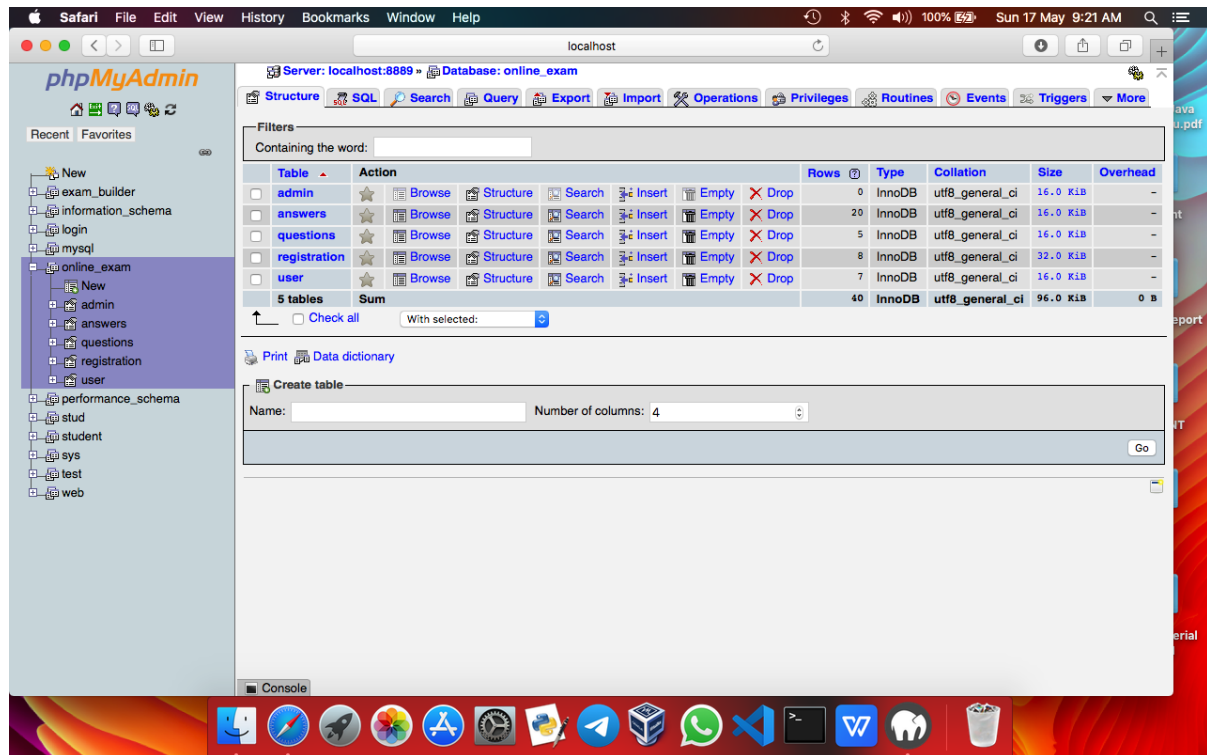 Safari File Edit View History Bookmarks Window Help 100% Sun 17 May 9:21 AM
localhost
phpMyAdmin
Recent Favorites
New
exam_builder
information_schema
login
mysql
online_exam
New
admin
answers
questions
registration
user
performance_schema
stud
student
sys
test
web
Server: localhost:8889 » Database: online_exam
Structure SQL Search Query Export Import Operations Privileges Routines Events Triggers More
Filters
Containing the word:
Table Action Rows Type Collation Size Overhead
admin Browse Structure Search Insert Empty Drop 0 InnoDB utf8_general_ci 16.0 KiB -
answers Browse Structure Search Insert Empty Drop 20 InnoDB utf8_general_ci 16.0 KiB -
questions Browse Structure Search Insert Empty Drop 5 InnoDB utf8_general_ci 16.0 KiB -
registration Browse Structure Search Insert Empty Drop 8 InnoDB utf8_general_ci 32.0 KiB -
user Browse Structure Search Insert Empty Drop 7 InnoDB utf8_general_ci 16.0 KiB -
5 tables Sum 40 InnoDB utf8_general_ci 96.0 KiB 0 B
Check all With selected:
Print Data dictionary
Create table
Name: Number of columns: 4
Go
Console